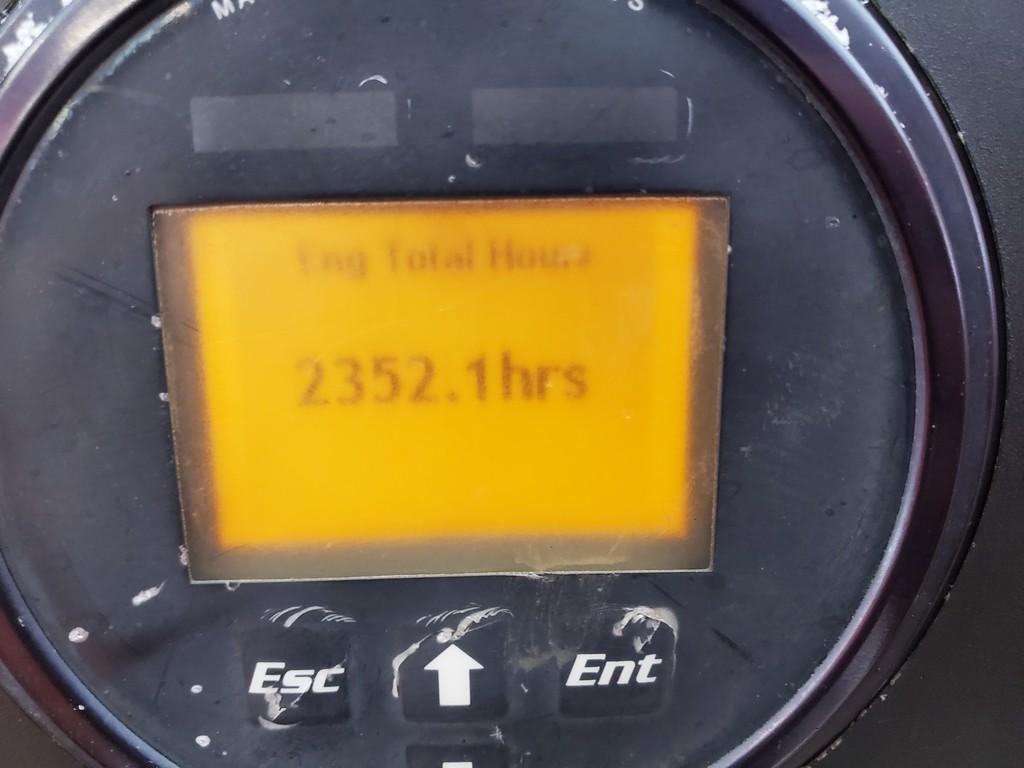 Eng Total Hours
2352.1hrs
Esc
Ent